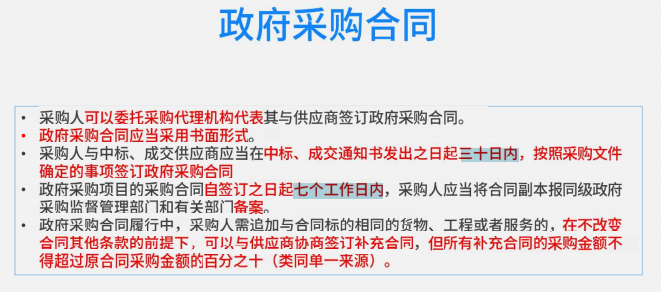 政府采购合同
• 采购人可以委托采购代理机构代表其与供应商签订政府采购合同。
• 政府采购合同应当采用书面形式。
• 采购人与中标、成交供应商应当在中标、成交通知书发出之日起三十日内，按照采购文件
确定的事项签订政府采购合同
• 政府采购项目的采购合同自签订之日起七个工作日内，采购人应当将合同副本报同级政府
采购监督管理部门和有关部门备案。
• 政府采购合同履行中，采购人需追加与合同标的相同的货物、工程或者服务的，在不改变
合同其他条款的前提下，可以与供应商协商签订补充合同，但所有补充合同的采购金额不
得超过原合同采购金额的百分之十（类同单一来源）。